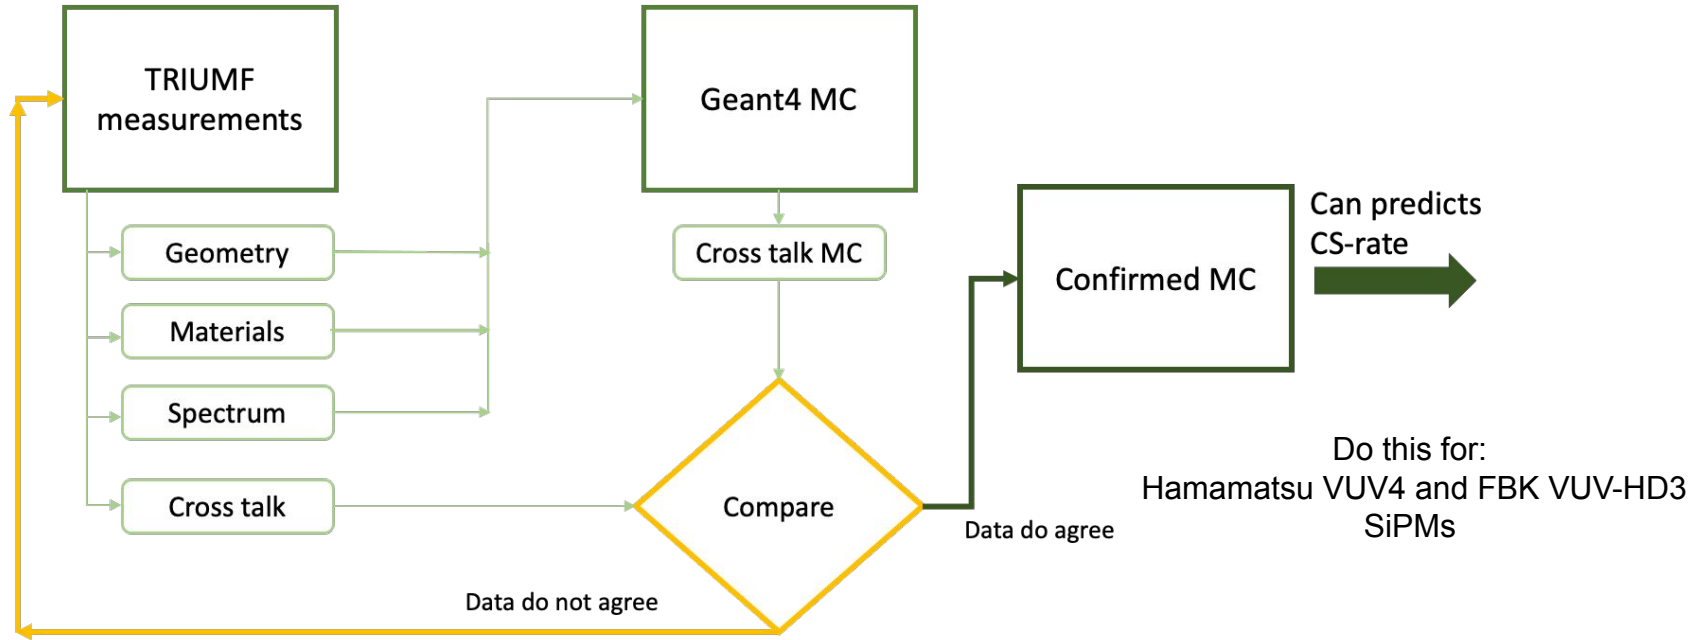 TRIUMF
measurements
Geant4 MC
Geometry
Materials
Spectrum
Cross talk
Cross talk MC
Compare
Data do not agree
Data do agree
Confirmed MC
Can predicts
CS-rate
Do this for:
Hamamatsu VUV4 and FBK VUV-HD3
SiPMs